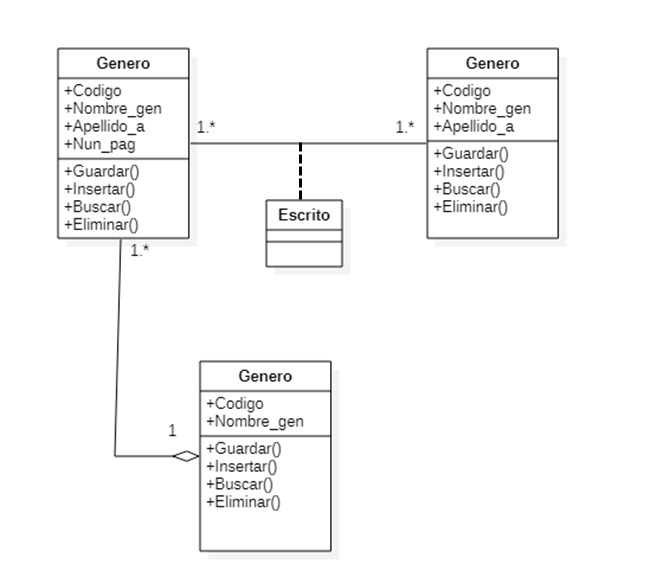 Genero
+Codigo
+Nombre_gen
+Apellido_a
+Nun_pag
+Guardar()
+Insertar()
+Buscar()
+Eliminar()
1.*
1.*
Genero
+Codigo
+Nombre_gen
+Apellido_a
+Guardar()
+Insertar()
+Buscar()
+Eliminar()
Escrito
1.*
1
Genero
+Codigo
+Nombre_gen
+Guardar()
+Insertar()
+Buscar()
+Eliminar()